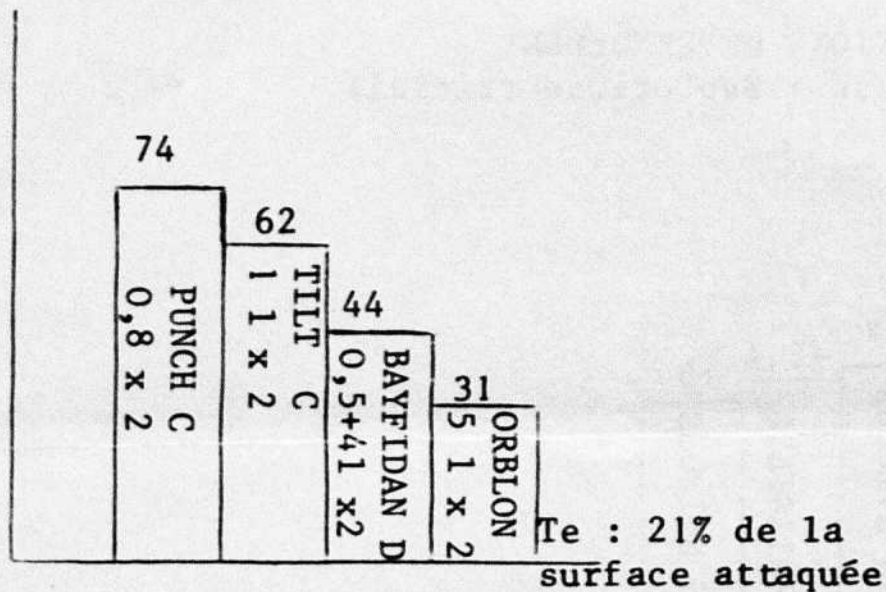 74
62
44
31
PUNCH C
0,8 x 2
TILT C
1 1 x 2
BAYFIDAN D
0,5+41 x2
ORBLON
5 1 x 2
Te : 21% de la
surface attaquée